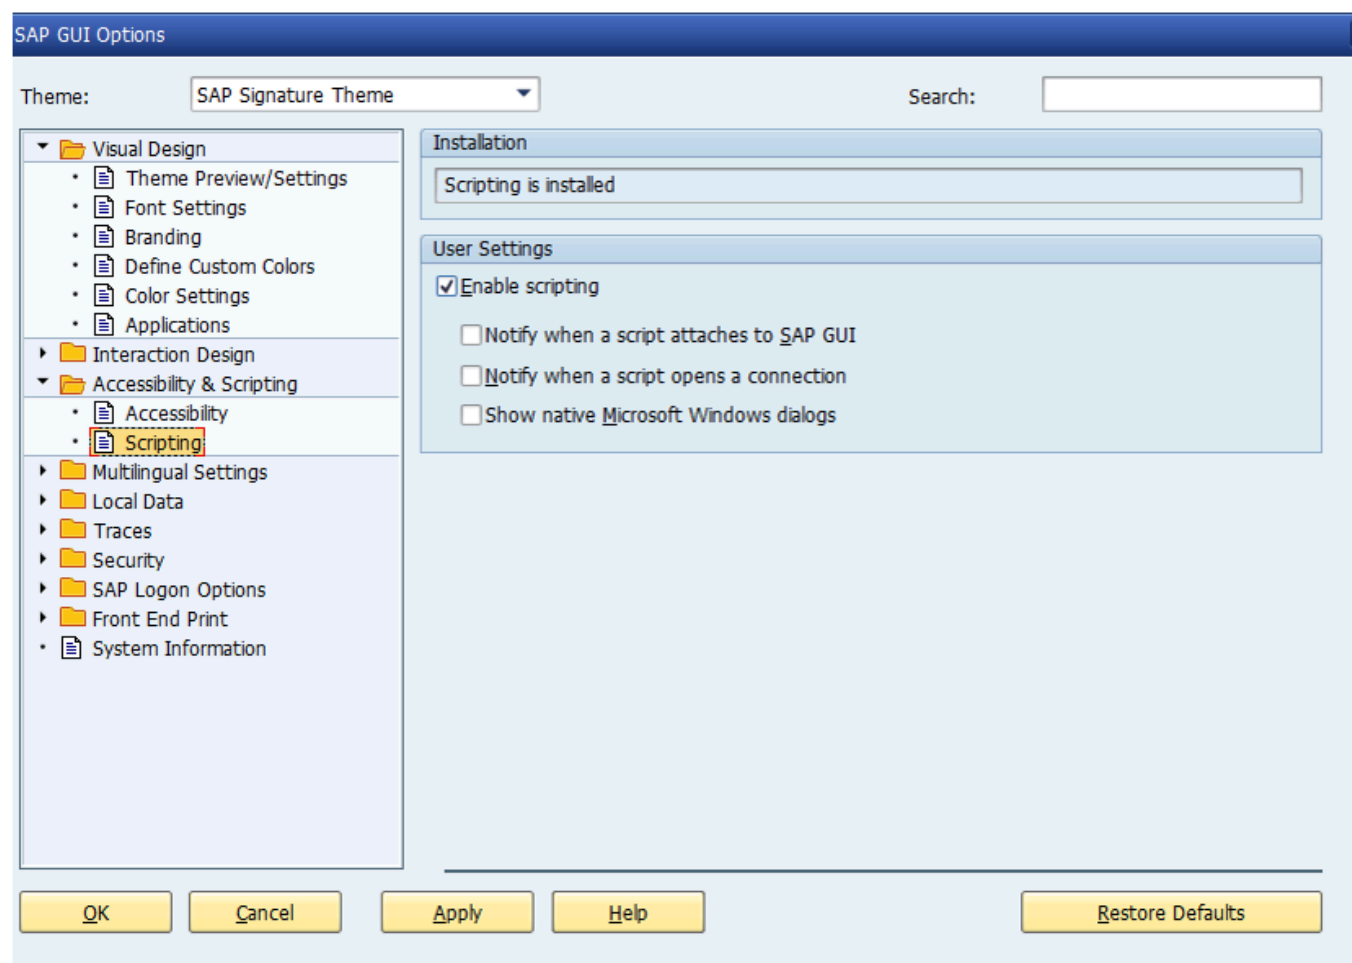 SAP GUI Options
Theme: SAP Signature Theme Search:
Visual Design
Theme Preview/Settings
Font Settings
Branding
Define Custom Colors
Color Settings
Applications
Interaction Design
Accessibility & Scripting
Accessibility
Scripting
Multilingual Settings
Local Data
Traces
Security
SAP Logon Options
Front End Print
System Information
Installation
Scripting is installed
User Settings
Enable scripting
Notify when a script attaches to SAP GUI
Notify when a script opens a connection
Show native Microsoft Windows dialogs
OK Cancel Apply Help Restore Defaults